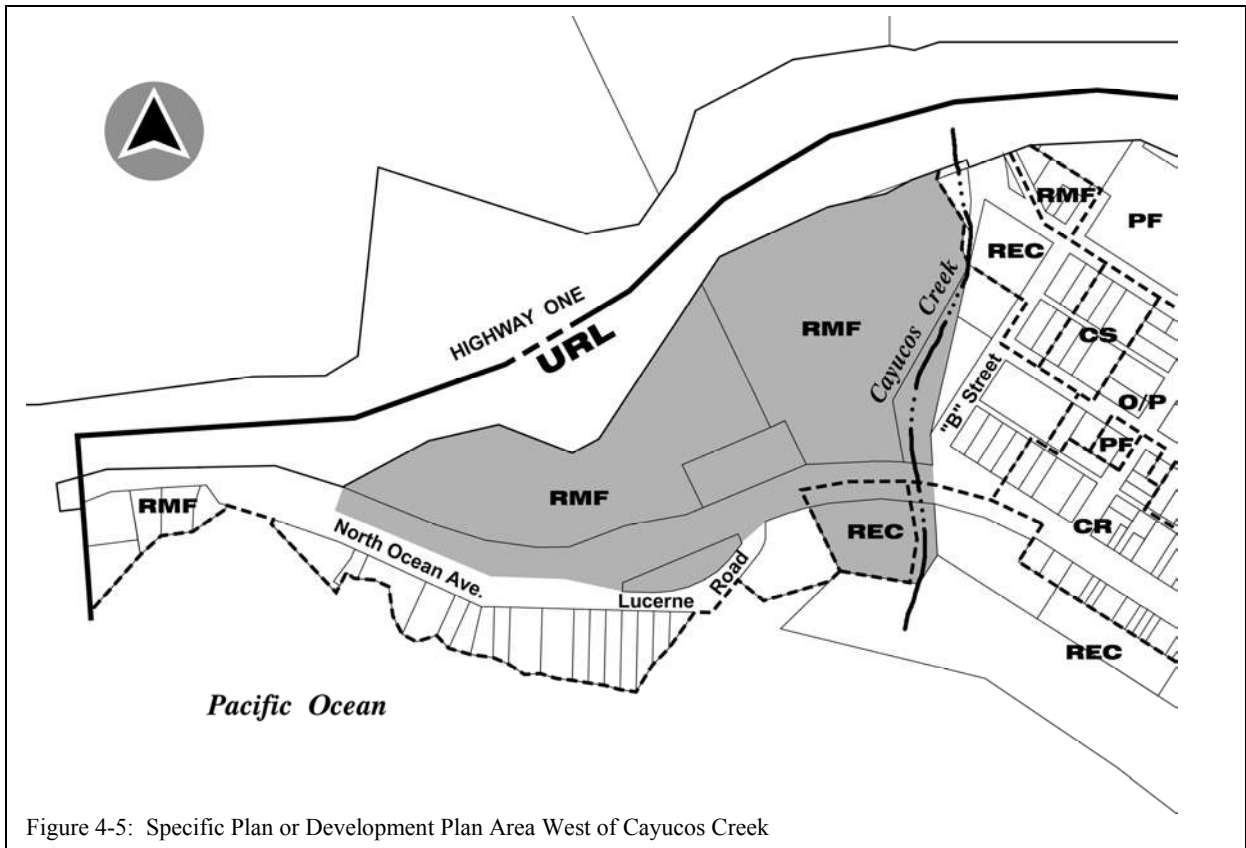 RMF
PF
REC
HIGHWAY ONE
URL
Cayucos Creek
RMF
CS
"B" Street
O/P
PF
RMF
RMF
REC
CR
North Ocean Ave.
Lucerne Road
REC
Pacific Ocean
Figure 4-5: Specific Plan or Development Plan Area West of Cayucos Creek